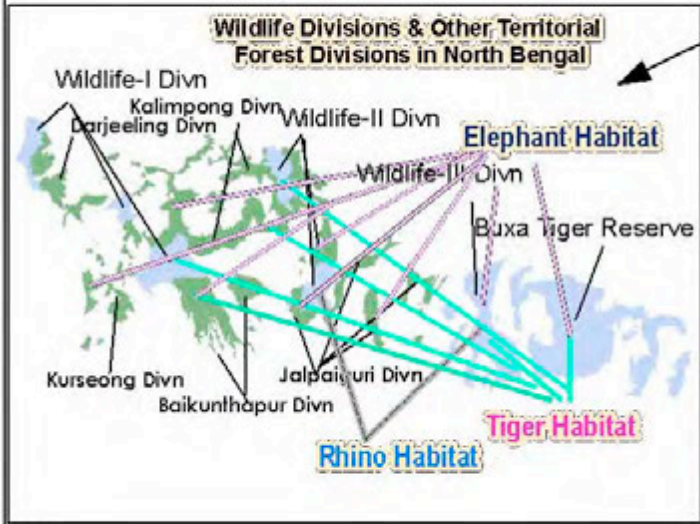 Wildlife Divisions & Other Territorial
Forest Divisions in North Bengal
Wildlife-I Divn
Kalimpong Divn
Wildlife-II Divn
Darjeeling Divn
Elephant Habitat
Wildlife-III Divn
Buxa Tiger Reserve
Kurseong Divn
Jalpaiguri Divn
Baikunthapur Divn
Tiger Habitat
Rhino Habitat